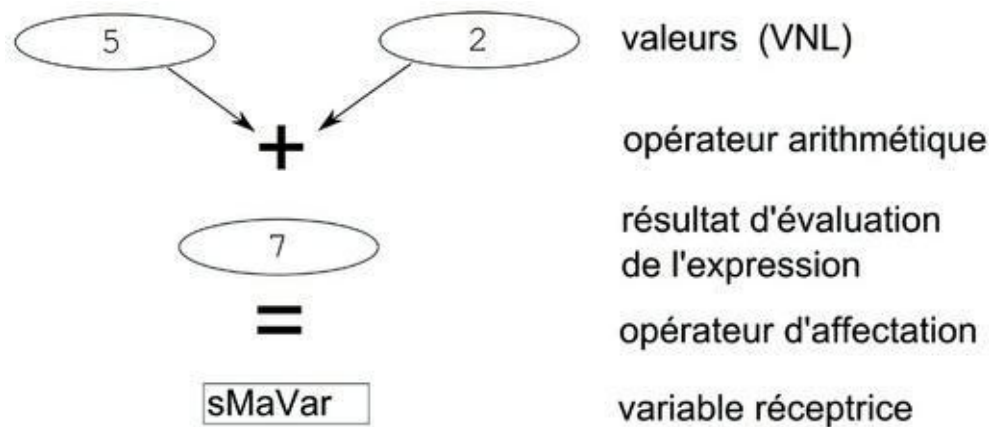 5 2 valeurs (VNL)
+ opérateur arithmétique
résultat d'évaluation
7
de l'expression
= opérateur d'affectation
sMaVar variable réceptrice